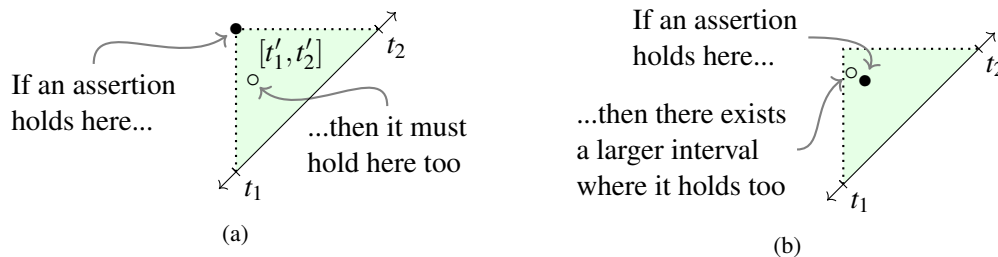 If an assertion
holds here...
[t′₁, t′₂]
t₂
...then it must
hold here too
t₁
(a)
If an assertion
holds here...
t₂
...then there exists
a larger interval
where it holds too
t₁
(b)